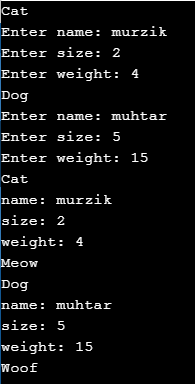 Cat
Enter name: murzik
Enter size: 2
Enter weight: 4
Dog
Enter name: muhtar
Enter size: 5
Enter weight: 15
Cat
name: murzik
size: 2
weight: 4
Meow
Dog
name: muhtar
size: 5
weight: 15
Woof